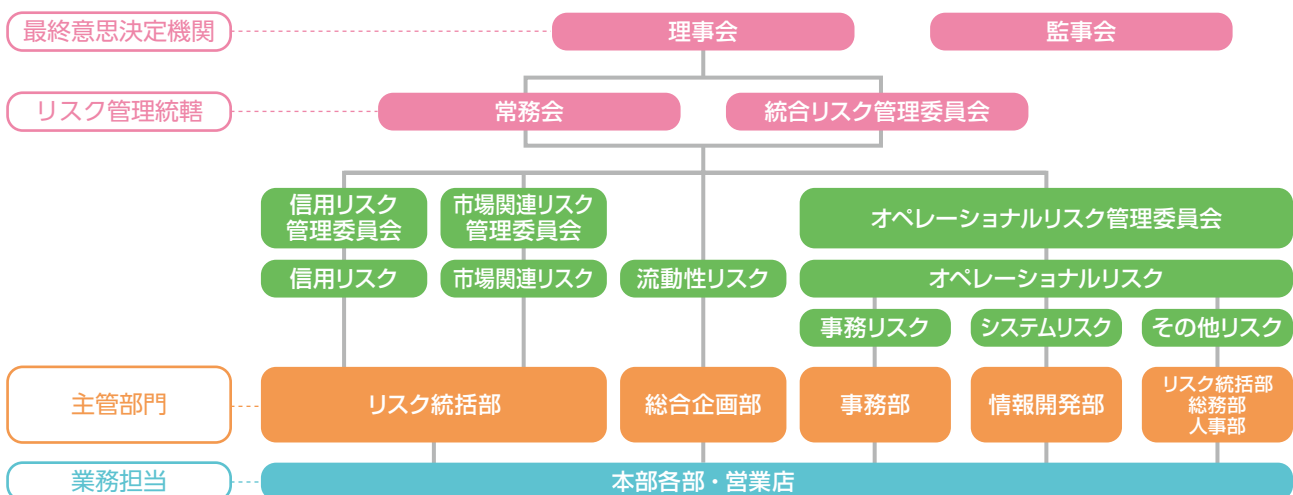 最終意思決定機関
理事会
監事会
リスク管理統轄
常務会
統合リスク管理委員会
信用リスク
管理委員会
市場関連リスク
管理委員会
オペレーショナルリスク管理委員会
信用リスク
市場関連リスク
流動性リスク
オペレーショナルリスク
事務リスク
システムリスク
その他リスク
主管部門
リスク統括部
総合企画部
事務部
情報開発部
リスク統括部
総務部
人事部
業務担当
本部各部・営業店